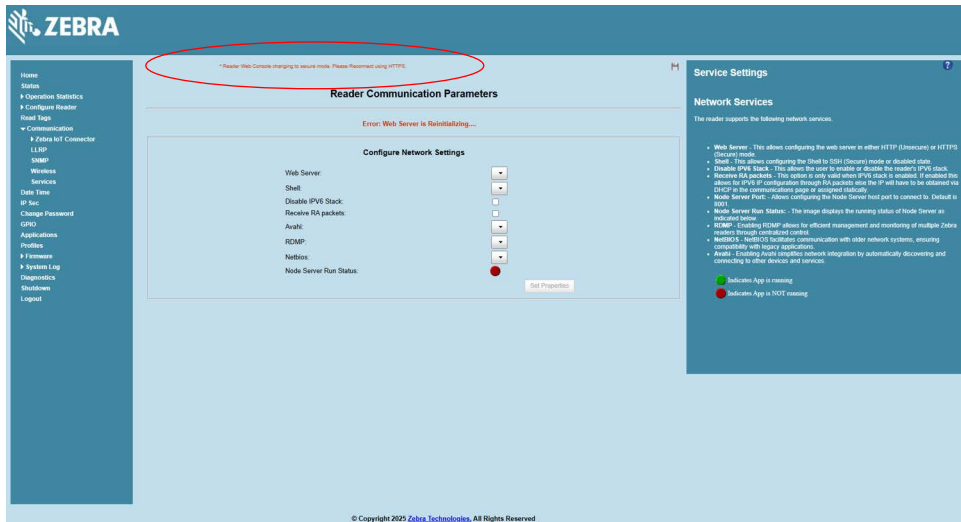 ZEBRA
* Reader Web Console changing to secure mode. Please Reconnect using HTTPS.
Reader Communication Parameters
Error: Web Server is Reinitializing....
Configure Network Settings
Web Server:
Shell:
Disable IPV6 Stack:
Receive RA packets:
Avahi:
RDMP:
Netbios:
Node Server Run Status:
Set Properties
Home
Status
Operation Statistics
Configure Reader
Read Tags
Communication
Zebra IoT Connector
LLRP
SNMP
Wireless
Services
Date Time
IP Sec
Change Password
GPIO
Applications
Profiles
Firmware
System Log
Diagnostics
Shutdown
Logout
?
Service Settings
Network Services
The reader supports the following network services.
• Web Server - This allows configuring the web server in either HTTP (Unsecure) or HTTPS
(Secure) mode.
• Shell - This allows configuring the Shell to SSH (Secure) mode or disabled state.
• Disable IPV6 Stack - This allows the user to enable or disable the reader's IPV6 stack.
• Receive RA packets - This option is only valid when IPV6 stack is enabled. If enabled this
allows for IPV6 IP configuration through RA packets else the IP will have to be obtained via
DHCP in the communications page or assigned statically.
• Node Server Port: - Allows configuring the Node Server host port to connect to. Default is
8001.
• Node Server Run Status: - The image displays the running status of Node Server as
indicated below.
• RDMP - Enabling RDMP allows for efficient management and monitoring of multiple Zebra
readers through centralized control.
• NetBIOS - NetBIOS facilitates communication with older network systems, ensuring
compatibility with legacy applications.
• Avahi - Enabling Avahi simplifies network integration by automatically discovering and
connecting to other devices and services.
Indicates App is running
Indicates App is NOT running
© Copyright 2025 Zebra Technologies, All Rights Reserved